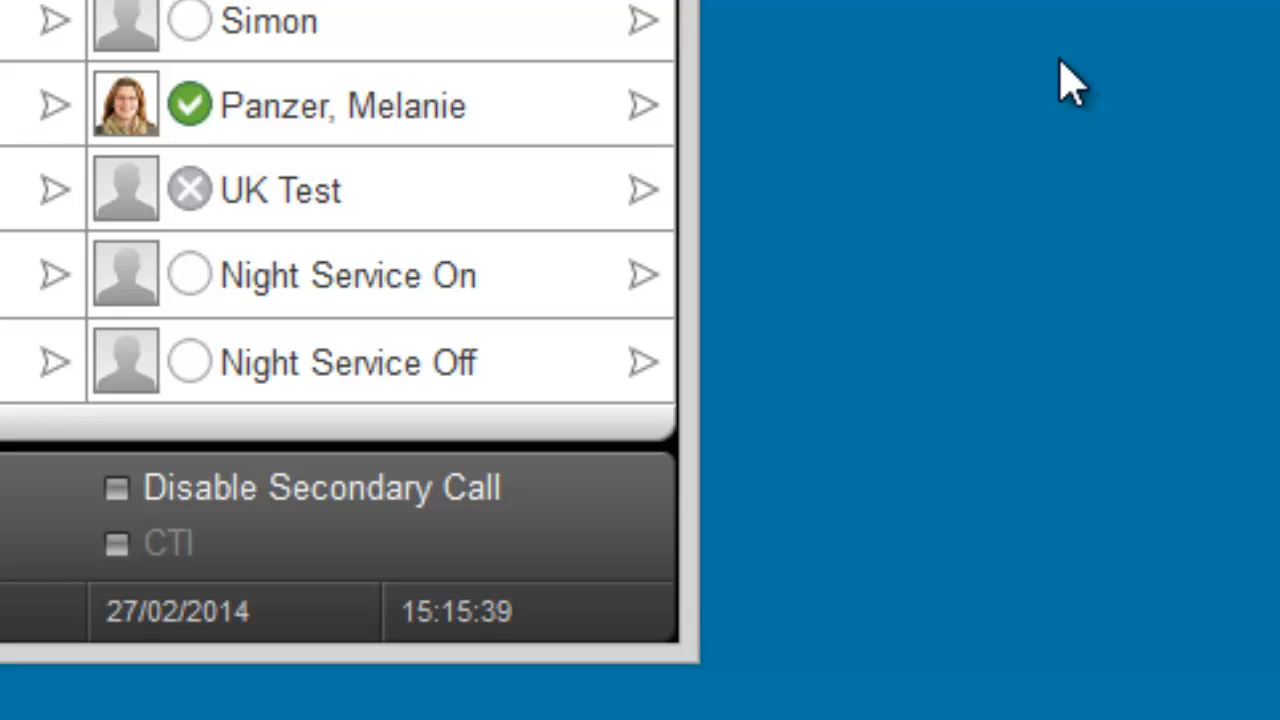 Simon
Panzer, Melanie
UK Test
Night Service On
Night Service Off
Disable Secondary Call
CTI
27/02/2014
15:15:39